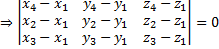 ⇒ | x₄ − x₁  y₄ − y₁  z₄ − z₁ |
| x₂ − x₁  y₂ − y₁  z₂ − z₁ | = 0
| x₃ − x₁  y₃ − y₁  z₃ − z₁ |